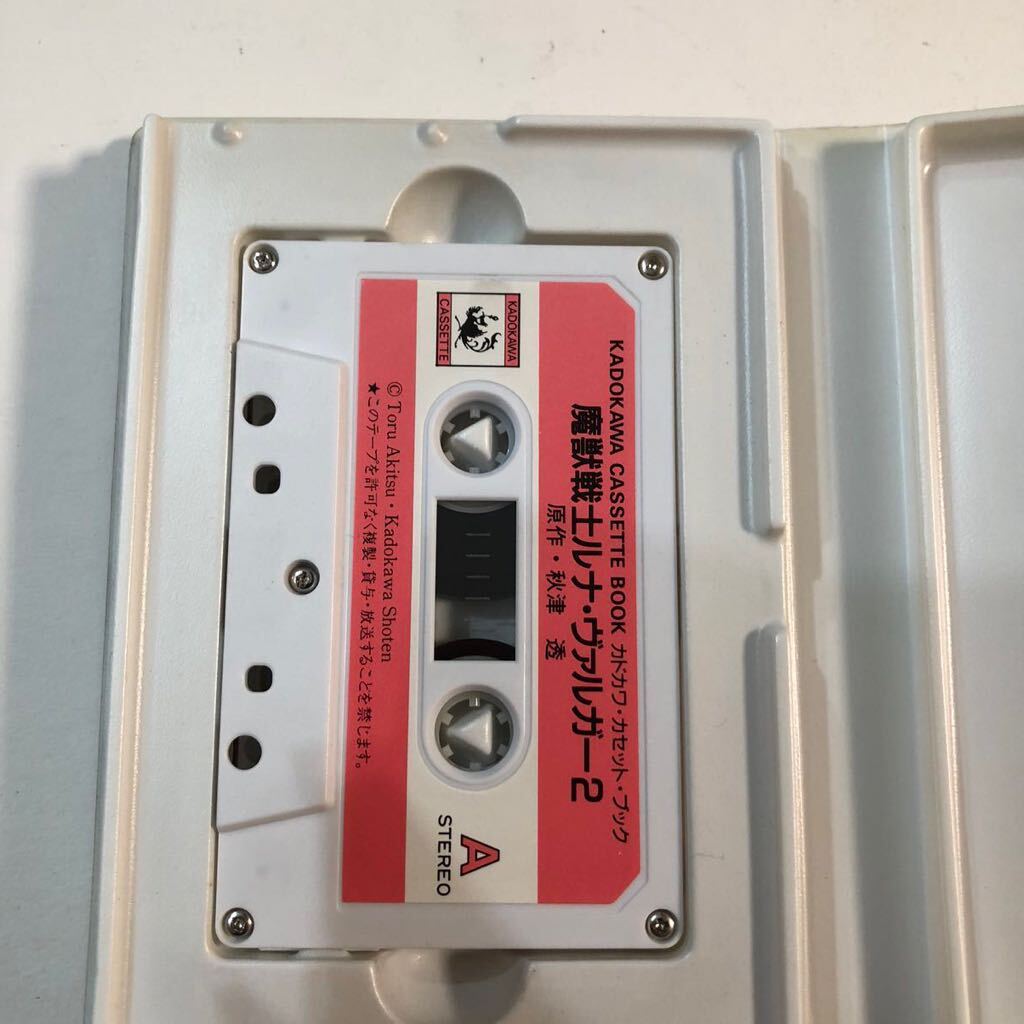 KADOKAWA CASSETTE BOOK カドカワ・カセット・ブック
魔獣戦士ルナ・ヴァルガー2
原作・秋津 透
KADOKAWA
CASSETTE
A
STEREO
© Toru Akitsu・Kadokawa Shoten
★このテープを許可なく複製・貸与・放送することを禁じます。